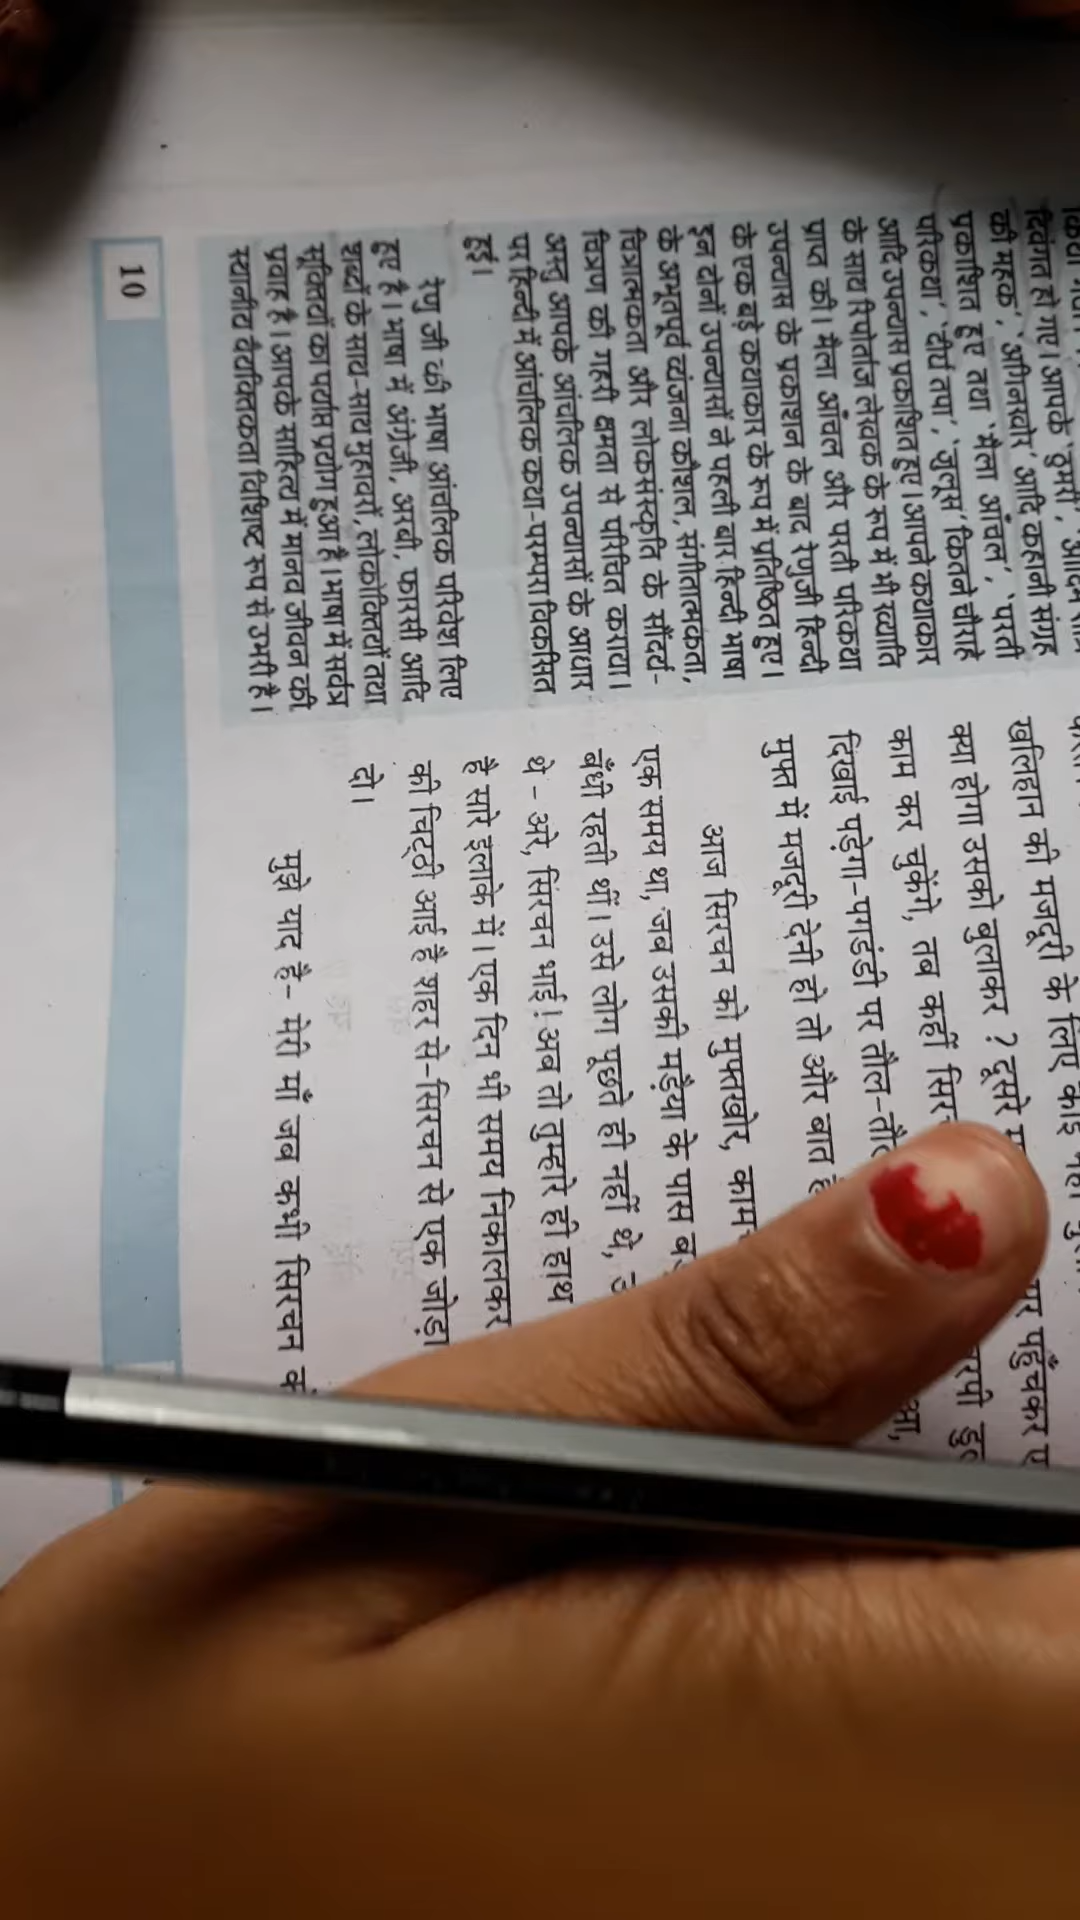 दिवंगत हो गए। आपके 'ठुमरी', 'आदिम
की महक', 'अग्निखोर' आदि कहानी संग्रह
प्रकाशित हुए तथा 'मैला आंचल', 'परती
परिकथा', 'दीर्घ तपा', 'जुलूस' 'कितने चौराहे'
आदि उपन्यास प्रकाशित हुए। आपने कथाकार
के साथ रिपोर्ताज लेखक के रूप में भी ख्याति
प्राप्त की। मैला आंचल और परती परिकथा
उपन्यास के प्रकाशन के बाद रेणुजी हिन्दी
के एक बड़े कथाकार के रूप में प्रतिष्ठित हुए।
इन दोनों उपन्यासों ने पहली बार हिन्दी भाषा
के अभूतपूर्व व्यंजना कौशल, संगीतात्मकता,
चित्रात्मकता और लोकसंस्कृति के सौंदर्य-
चित्रण की गहरी क्षमता से परिचित कराया।
अस्तु आपके आंचलिक उपन्यासों के आधार
पर हिन्दी में आंचलिक कथा-परम्परा विकसित
हुई।
रेणु जी की भाषा आंचलिक परिवेश लिए
हुए है। भाषा में अंग्रेजी, अरबी, फारसी आदि
शब्दों के साथ-साथ मुहावरों, लोकोक्तियों तथा
सूक्तियों का पर्याप्त प्रयोग हुआ है। भाषा में सर्वत्र
प्रवाह है। आपके साहित्य में मानव जीवन की
स्थानीय वैयक्तिकता विशिष्ट रूप से उभरी है।
खलिहान की मजदूरी के लिए कोई नहीं
क्या होगा उसको बुलाकर ? दूसरे पर पहुँचकर
काम कर चुकेंगे, तब कहीं
दिखाई पड़ेगा-पगडंडी पर तौल-तौल
मुफ्त में मजदूरी देनी हो तो और बात
आज सिरचन को मुफ्तखोर,
एक समय था, जब उसकी मड़ैया के पास
बँधी रहती थीं। उसे लोग पूछते ही नहीं थे,
थे - अरे, सिरचन भाई ! अब तो तुम्हारे ही हाथ
है सारे इलाके में। एक दिन भी समय निकालकर
की चिट्ठी आई है शहर से-सिरचन से एक जोड़ा
दो।
मुझे याद है- मेरी माँ जब कभी सिरचन
10